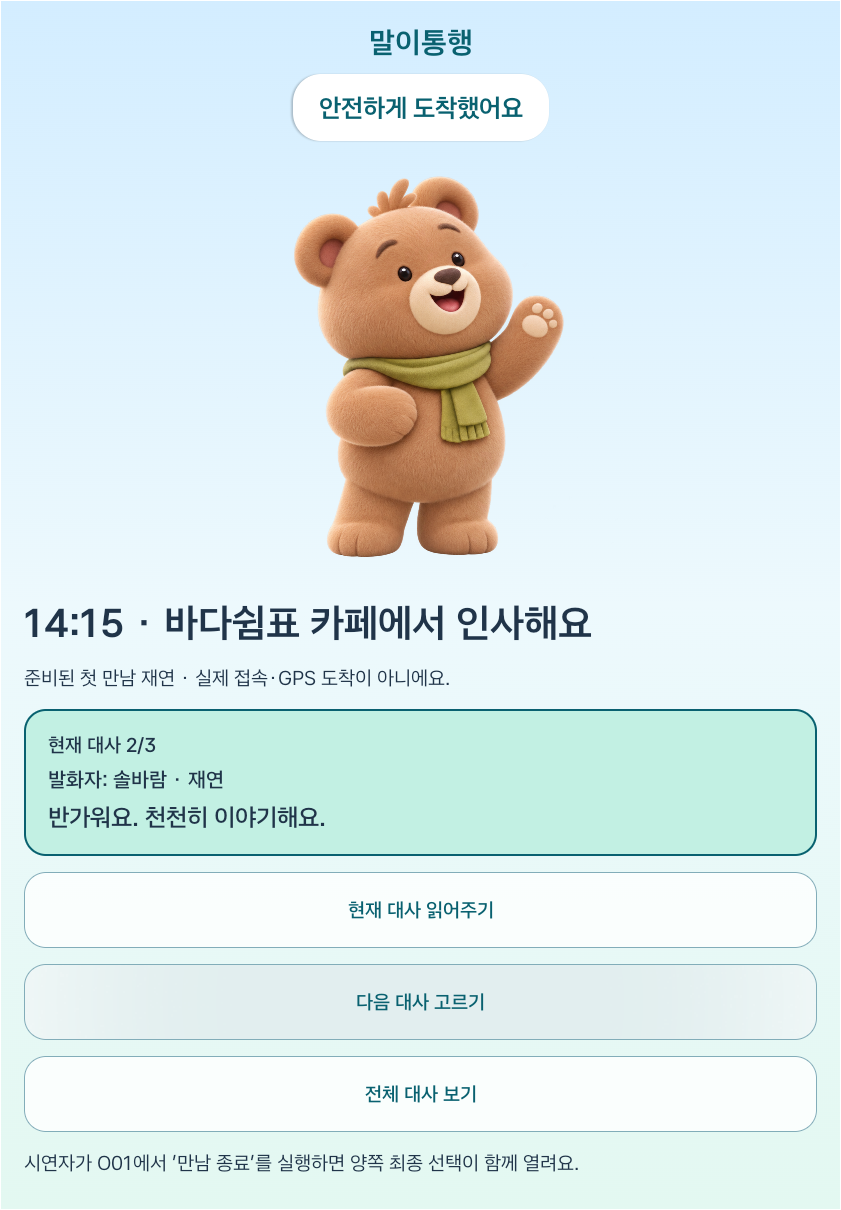 말이통행
안전하게 도착했어요
14:15 · 바다쉼표 카페에서 인사해요
준비된 첫 만남 재연 · 실제 접속·GPS 도착이 아니에요.
현재 대사 2/3
발화자: 솔바람 · 재연
반가워요. 천천히 이야기해요.
현재 대사 읽어주기
다음 대사 고르기
전체 대사 보기
시연자가 O01에서 ‘만남 종료’를 실행하면 양쪽 최종 선택이 함께 열려요.